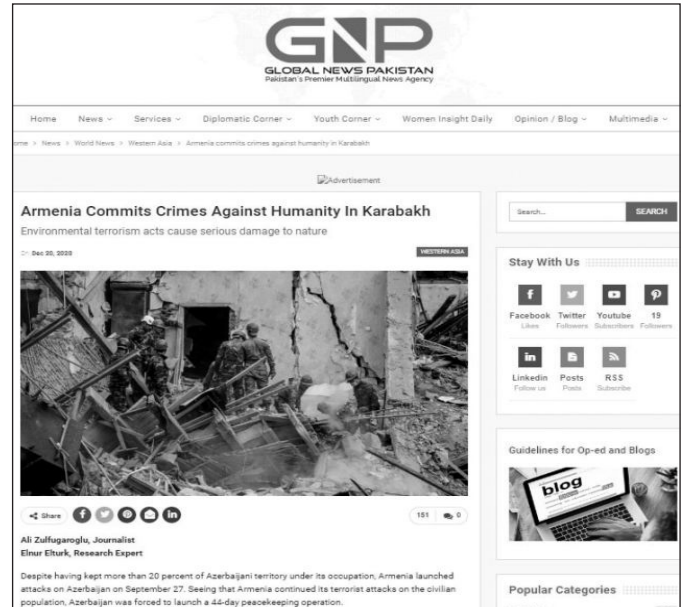 GNP
GLOBAL NEWS PAKISTAN
Pakistan's Premier Multilingual News Agency
Home News Services Diplomatic Corner Youth Corner Women Insight Daily Opinion / Blog Multimedia
ome > News > World News > Western Asia > Armenia commits crimes against humanity in Karabakh
Advertisement
Armenia Commits Crimes Against Humanity In Karabakh
Environmental terrorism acts cause serious damage to nature
On Dec 20, 2020
WESTERN ASIA
Share
151 0
Ali Zulfugaroglu, Journalist
Elnur Elturk, Research Expert
Despite having kept more than 20 percent of Azerbaijani territory under its occupation, Armenia launched
attacks on Azerbaijan on September 27. Seeing that Armenia continued its terrorist attacks on the civilian
population, Azerbaijan was forced to launch a 44-day peacekeeping operation.
Search... SEARCH
Stay With Us
Facebook Twitter Youtube 19
Likes Followers Subscribers Followers
Linkedin Posts RSS
Follow us Posts Subscribe
Guidelines for Op-ed and Blogs
blog
Popular Categories